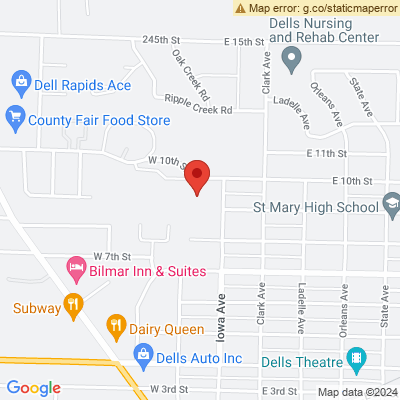 Map error: g.co/staticmaperror
Dells Nursing
and Rehab Center
245th St
E 15th St
Oak Creek Rd
Clark Ave
State Ave
Orleans Ave
Dell Rapids Ace
Ripple Creek Rd
Ladelle Ave
County Fair Food Store
E 11th St
W 10th St
E 10th St
St Mary High School
W 7th St
Bilmar Inn & Suites
Subway
Iowa Ave
Clark Ave
Ladelle Ave
Orleans Ave
State Ave
Dairy Queen
Dells Auto Inc
Dells Theatre
Google
W 3rd St
E 3rd St
Map data ©2024